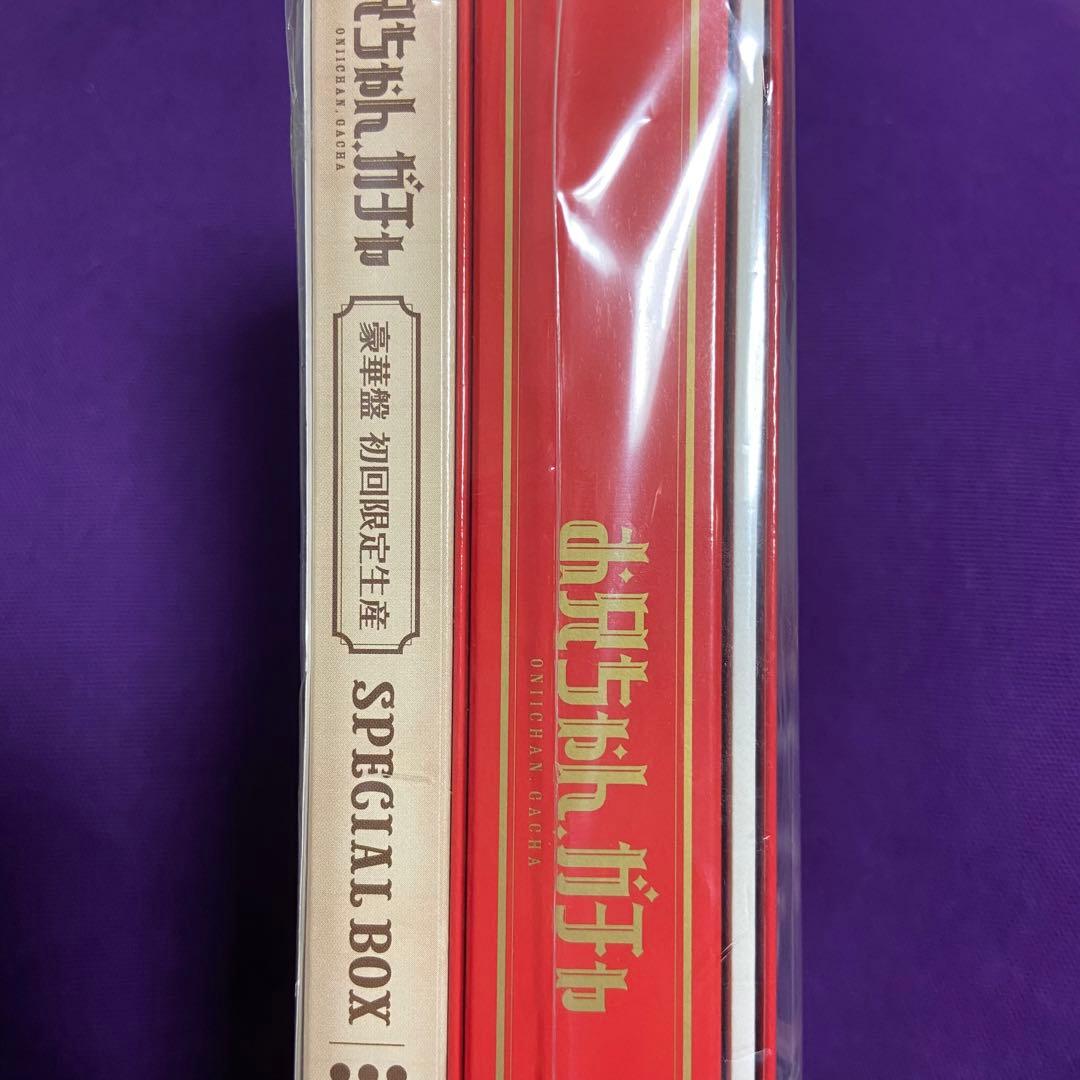 兄ちゃん、ガチャ
ONIICHAN, GACHA
豪華盤 初回限定生産
SPECIAL BOX
お兄ちゃん、ガチャ
ONIICHAN, GACHA